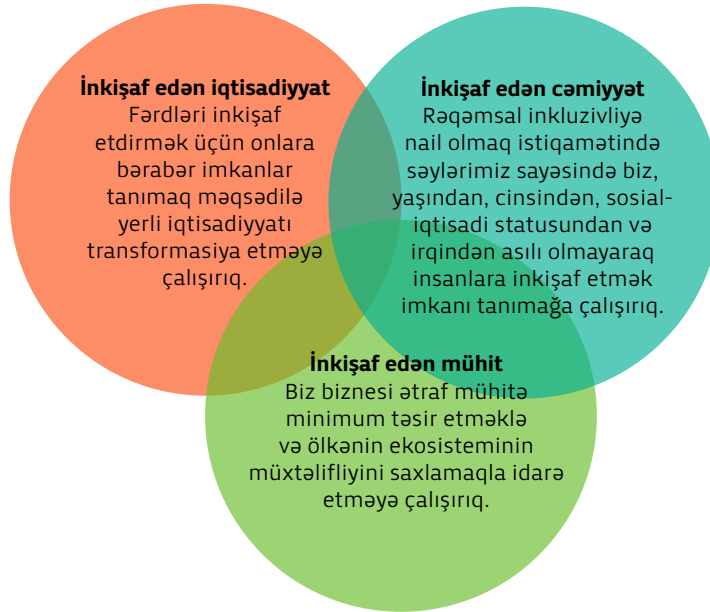 İnkişaf edən iqtisadiyyat
Fərdləri inkişaf
etdirmək üçün onlara
bərabər imkanlar
tanımaq məqsədilə
yerli iqtisadiyyatı
transformasiya etməyə
çalışırıq.
İnkişaf edən cəmiyyət
Rəqəmsal inkluzivliyə
nail olmaq istiqamətində
səylərimiz sayəsində biz,
yaşından, cinsindən, sosial-
iqtisadi statusundan və
irqindən asılı olmayaraq
insanlara inkişaf etmək
imkanı tanımağa çalışırıq.
İnkişaf edən mühit
Biz biznesi ətraf mühitə
minimum təsir etməklə
və ölkənin ekosisteminin
müxtəlifliyini saxlamaqla idarə
etməyə çalışırıq.